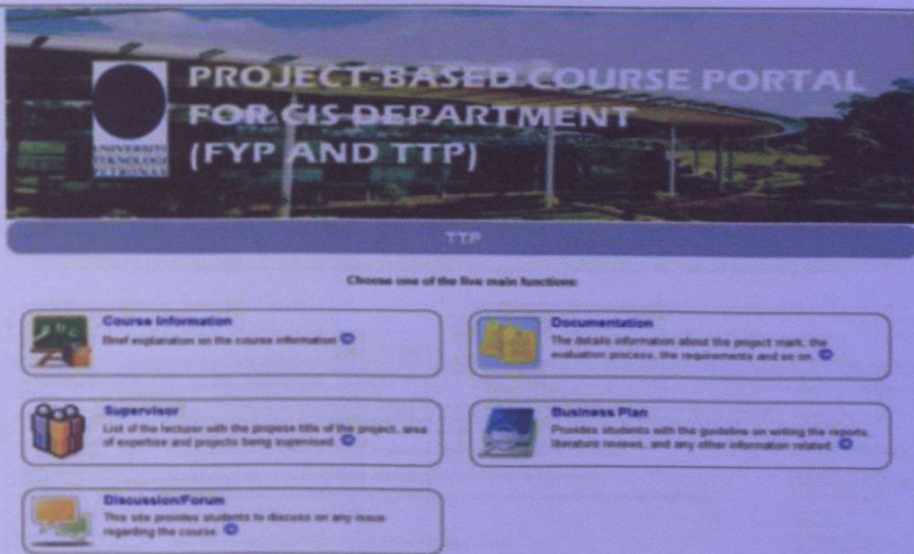 PROJECT-BASED COURSE PORTAL
FOR CIS DEPARTMENT
(FYP AND TTP)
UNIVERSITI
TEKNOLOGI
PETRONAS
TTP
Choose one of the five main functions:
Course Information
Brief explanation on the course information
Documentation
The details information about the project mark, the
evaluation process, the requirements and so on.
Supervisor
List of the lecturer with the propose title of the project, area
of expertise and projects being supervised.
Business Plan
Provides students with the guideline on writing the reports,
literature reviews, and any other information related.
Discussion/Forum
This site provides students to discuss on any issue
regarding the course.